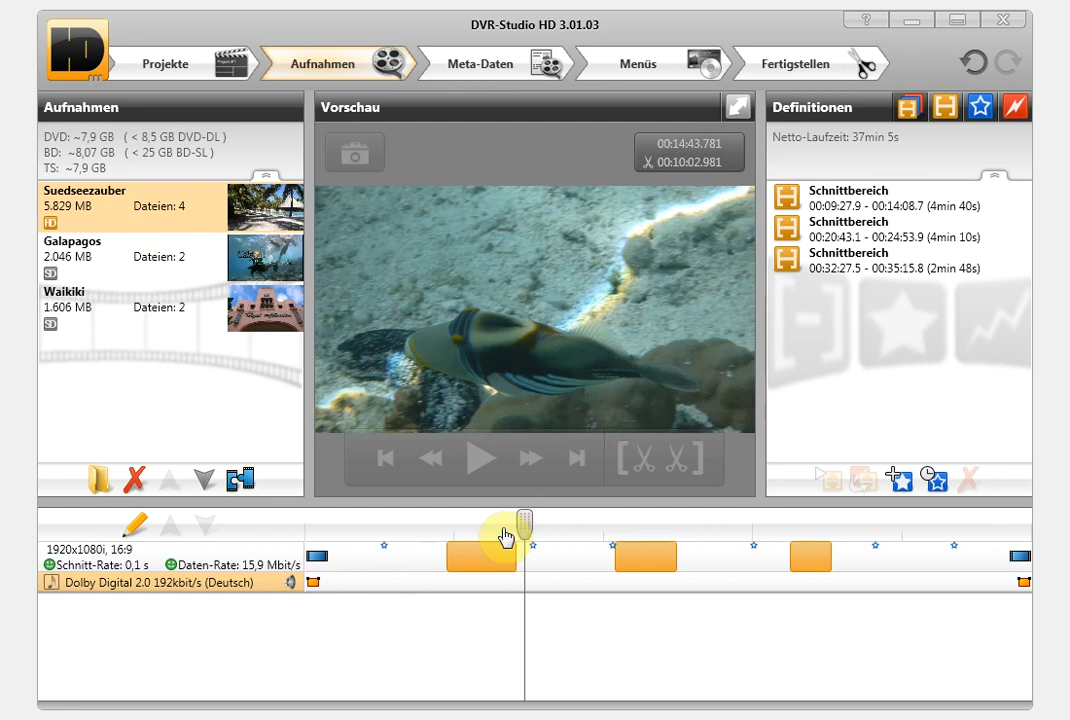 DVR-Studio HD 3.01.03
?
HD
Projekte
Aufnahmen
Meta-Daten
Menüs
Fertigstellen
Aufnahmen
DVD: ~7,9 GB ( < 8,5 GB DVD-DL )
BD: ~8,07 GB ( < 25 GB BD-SL )
TS: ~7,9 GB
Suedseezauber
5.829 MB Dateien: 4
HD
Galapagos
2.046 MB Dateien: 2
SD
Waikiki
1.606 MB Dateien: 2
SD
Vorschau
00:14:43.781
00:10:02.981
Definitionen
Netto-Laufzeit: 37min 5s
Schnittbereich
00:09:27.9 - 00:14:08.7 (4min 40s)
Schnittbereich
00:20:43.1 - 00:24:53.9 (4min 10s)
Schnittbereich
00:32:27.5 - 00:35:15.8 (2min 48s)
1920x1080i, 16:9
Schnitt-Rate: 0,1 s Daten-Rate: 15,9 Mbit/s
Dolby Digital 2.0 192kbit/s (Deutsch)